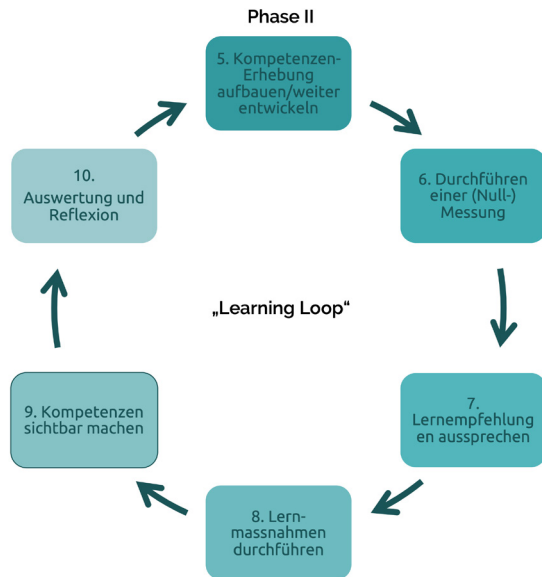 Phase II
5. Kompetenzen-
Erhebung
aufbauen/weiter
entwickeln
6. Durchführen
einer (Null-)
Messung
7.
Lernempfehlung
en aussprechen
8. Lern-
massnahmen
durchführen
9. Kompetenzen
sichtbar machen
10.
Auswertung und
Reflexion
„Learning Loop“